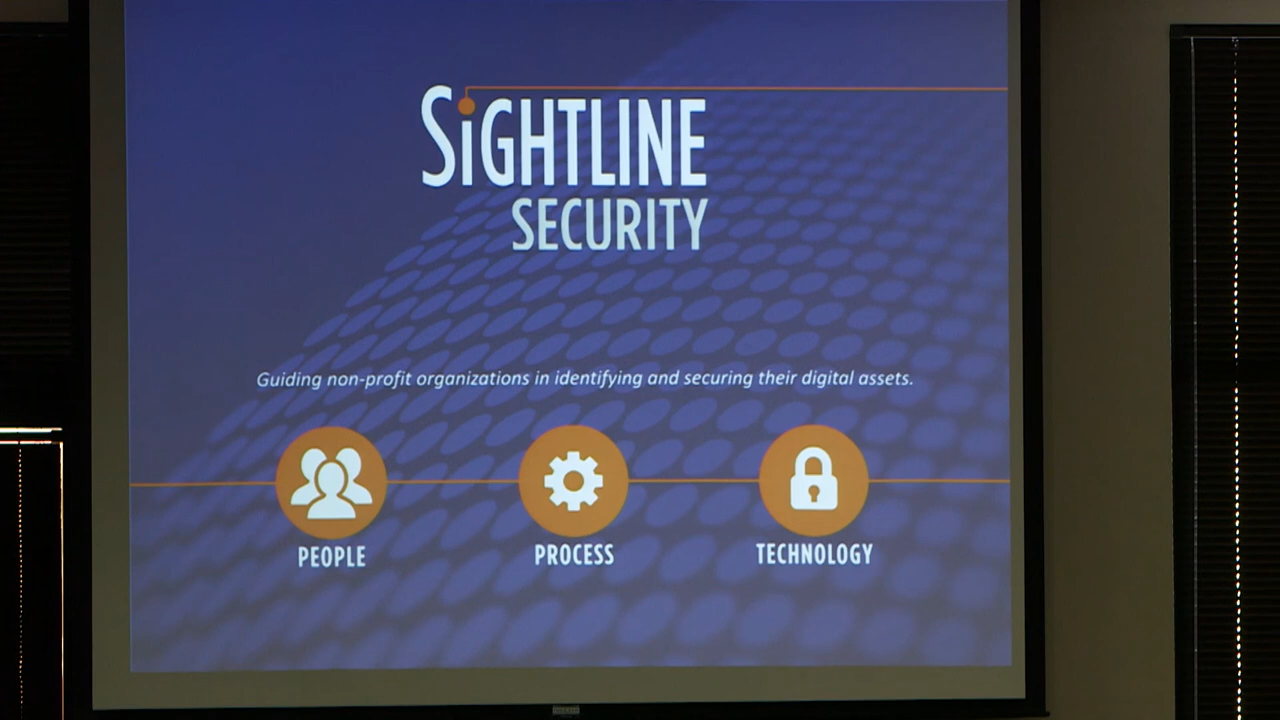 SiGHTLINE
SECURITY
Guiding non-profit organizations in identifying and securing their digital assets.
PEOPLE
PROCESS
TECHNOLOGY